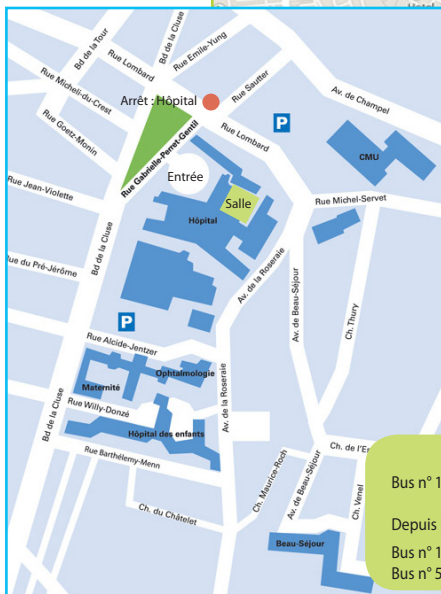 Bd de la Tour
Bd de la Cluse
Rue Lombard
Rue Emile-Yung
Rue Micheli-du-Crest
Arrêt : Hôpital
Rue Sautter
Av. de Champel
Rue Goetz-Monin
Rue Gabrielle-Perret-Gentil
P
Rue Lombard
CMU
Entrée
Rue Jean-Violette
Salle
Rue Michel-Servet
Hôpital
Bd de la Cluse
Av. de la Roseraie
Rue du Pré-Jérôme
Av. de Beau-Séjour
Ch. Thury
P
Rue Alcide-Jentzer
Ophtalmologie
Maternité
Rue Willy-Donzé
Av. de la Roseraie
Bd de la Cluse
Hôpital des enfants
Rue Barthélemy-Menn
Ch. Maurice-Roch
Av. de Beau-Séjour
Ch. de l'Es
Ch. Venel
Ch. du Châtelet
Beau-Séjour
Bus n° 1
Depuis
Bus n° 1
Bus n° 5